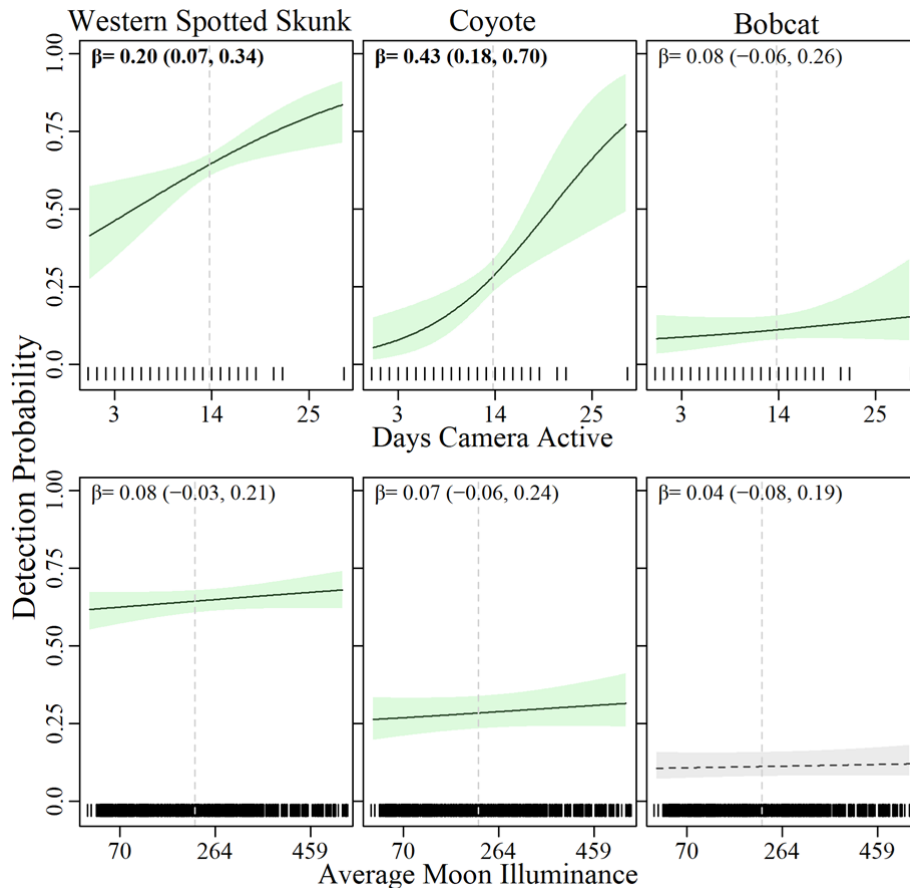 Western Spotted Skunk Coyote Bobcat
β= 0.20 (0.07, 0.34) β= 0.43 (0.18, 0.70) β= 0.08 (−0.06, 0.26)
1.00
0.75
0.50
0.25
0.0
3 14 25 3 14 25 3 14 25
Days Camera Active
Detection Probability
β= 0.08 (−0.03, 0.21) β= 0.07 (−0.06, 0.24) β= 0.04 (−0.08, 0.19)
1.00
0.75
0.50
0.25
0.0
70 264 459 70 264 459 70 264 459
Average Moon Illuminance